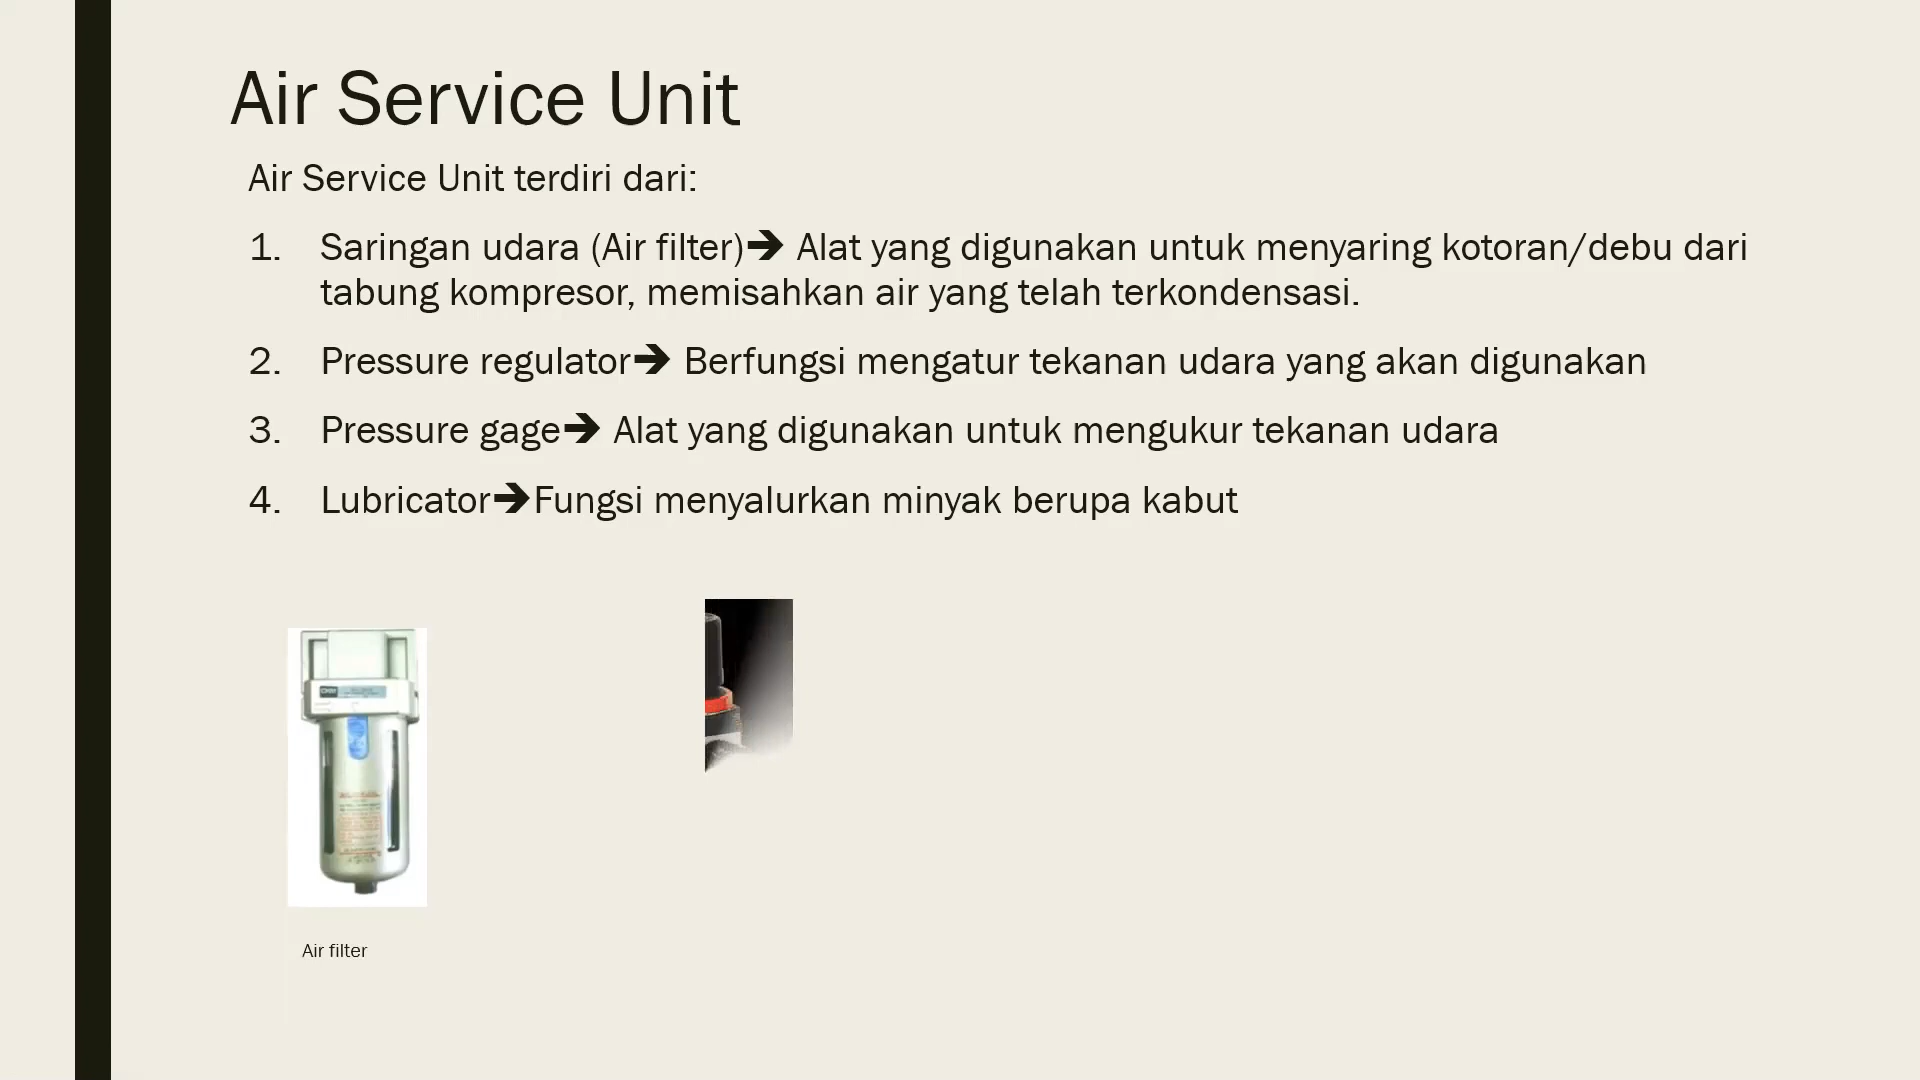 Air Service Unit
Air Service Unit terdiri dari:
1. Saringan udara (Air filter)➔ Alat yang digunakan untuk menyaring kotoran/debu dari
tabung kompresor, memisahkan air yang telah terkondensasi.
2. Pressure regulator➔ Berfungsi mengatur tekanan udara yang akan digunakan
3. Pressure gage➔ Alat yang digunakan untuk mengukur tekanan udara
4. Lubricator➔Fungsi menyalurkan minyak berupa kabut
Air filter